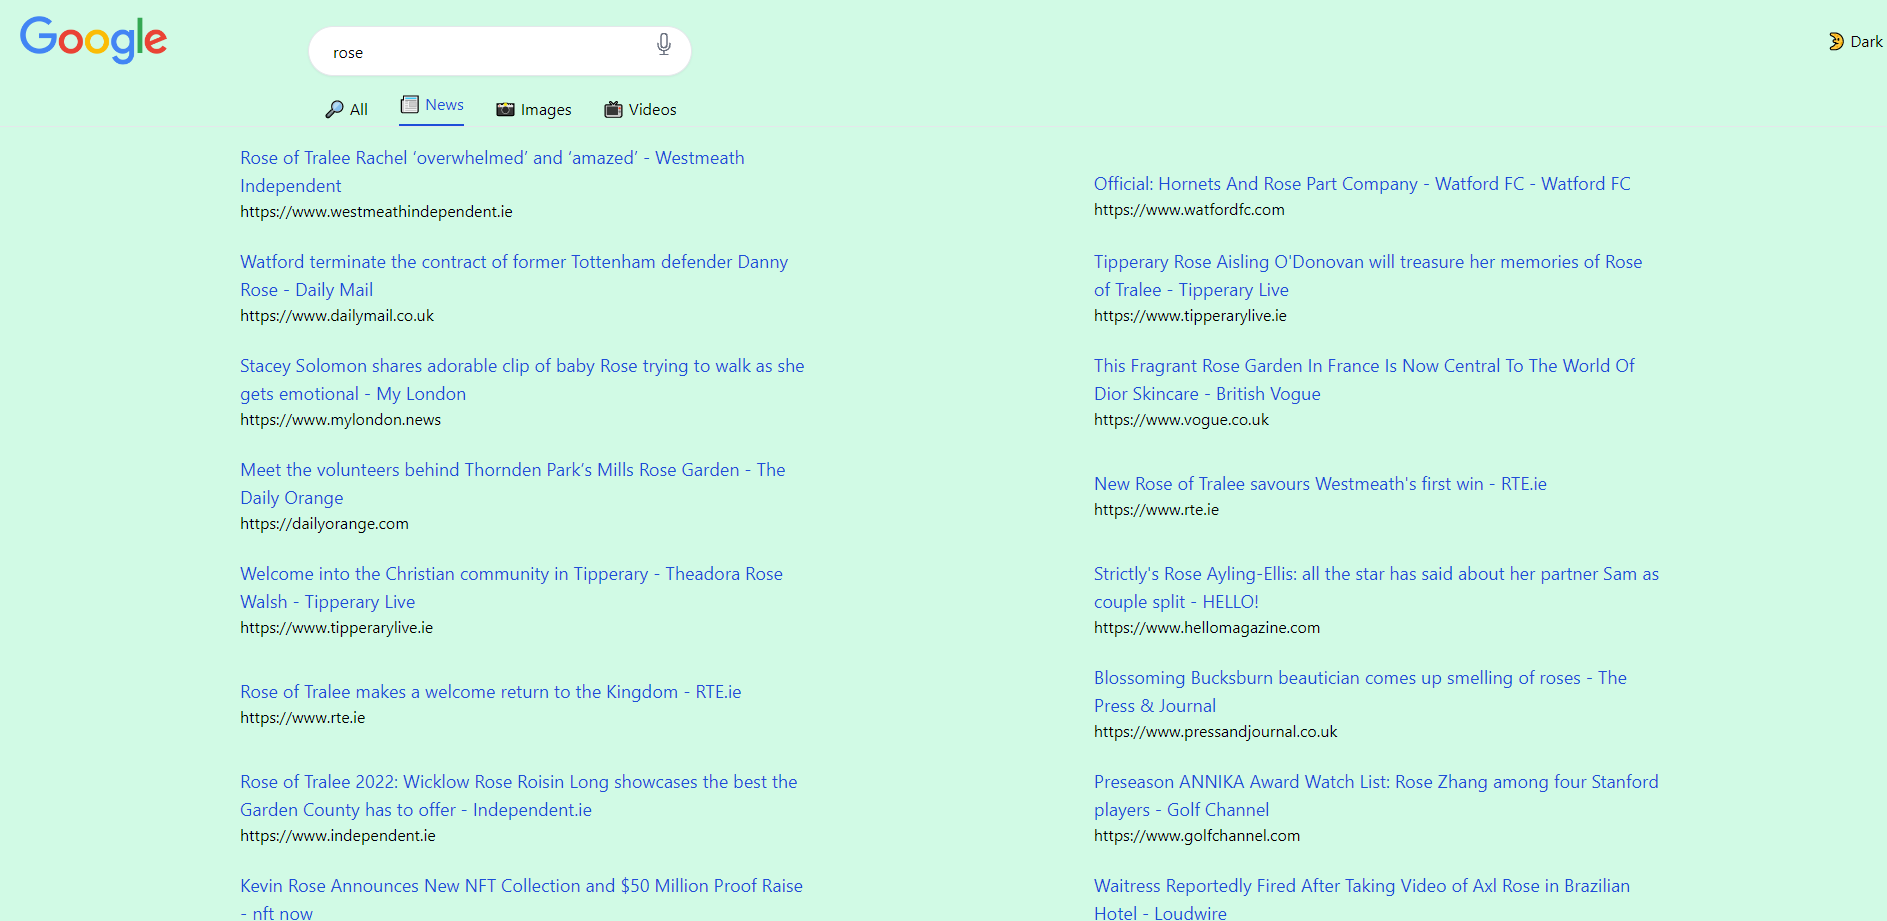 Google
rose
Dark
All
News
Images
Videos
Rose of Tralee Rachel ‘overwhelmed’ and ‘amazed’ - Westmeath
Independent
https://www.westmeathindependent.ie
Official: Hornets And Rose Part Company - Watford FC - Watford FC
https://www.watfordfc.com
Watford terminate the contract of former Tottenham defender Danny
Rose - Daily Mail
https://www.dailymail.co.uk
Tipperary Rose Aisling O'Donovan will treasure her memories of Rose
of Tralee - Tipperary Live
https://www.tipperarylive.ie
Stacey Solomon shares adorable clip of baby Rose trying to walk as she
gets emotional - My London
https://www.mylondon.news
This Fragrant Rose Garden In France Is Now Central To The World Of
Dior Skincare - British Vogue
https://www.vogue.co.uk
Meet the volunteers behind Thornden Park’s Mills Rose Garden - The
Daily Orange
https://dailyorange.com
New Rose of Tralee savours Westmeath's first win - RTE.ie
https://www.rte.ie
Welcome into the Christian community in Tipperary - Theadora Rose
Walsh - Tipperary Live
https://www.tipperarylive.ie
Strictly's Rose Ayling-Ellis: all the star has said about her partner Sam as
couple split - HELLO!
https://www.hellomagazine.com
Rose of Tralee makes a welcome return to the Kingdom - RTE.ie
https://www.rte.ie
Blossoming Bucksburn beautician comes up smelling of roses - The
Press & Journal
https://www.pressandjournal.co.uk
Rose of Tralee 2022: Wicklow Rose Roisin Long showcases the best the
Garden County has to offer - Independent.ie
https://www.independent.ie
Preseason ANNIKA Award Watch List: Rose Zhang among four Stanford
players - Golf Channel
https://www.golfchannel.com
Kevin Rose Announces New NFT Collection and $50 Million Proof Raise
- nft now
Waitress Reportedly Fired After Taking Video of Axl Rose in Brazilian
Hotel - Loudwire